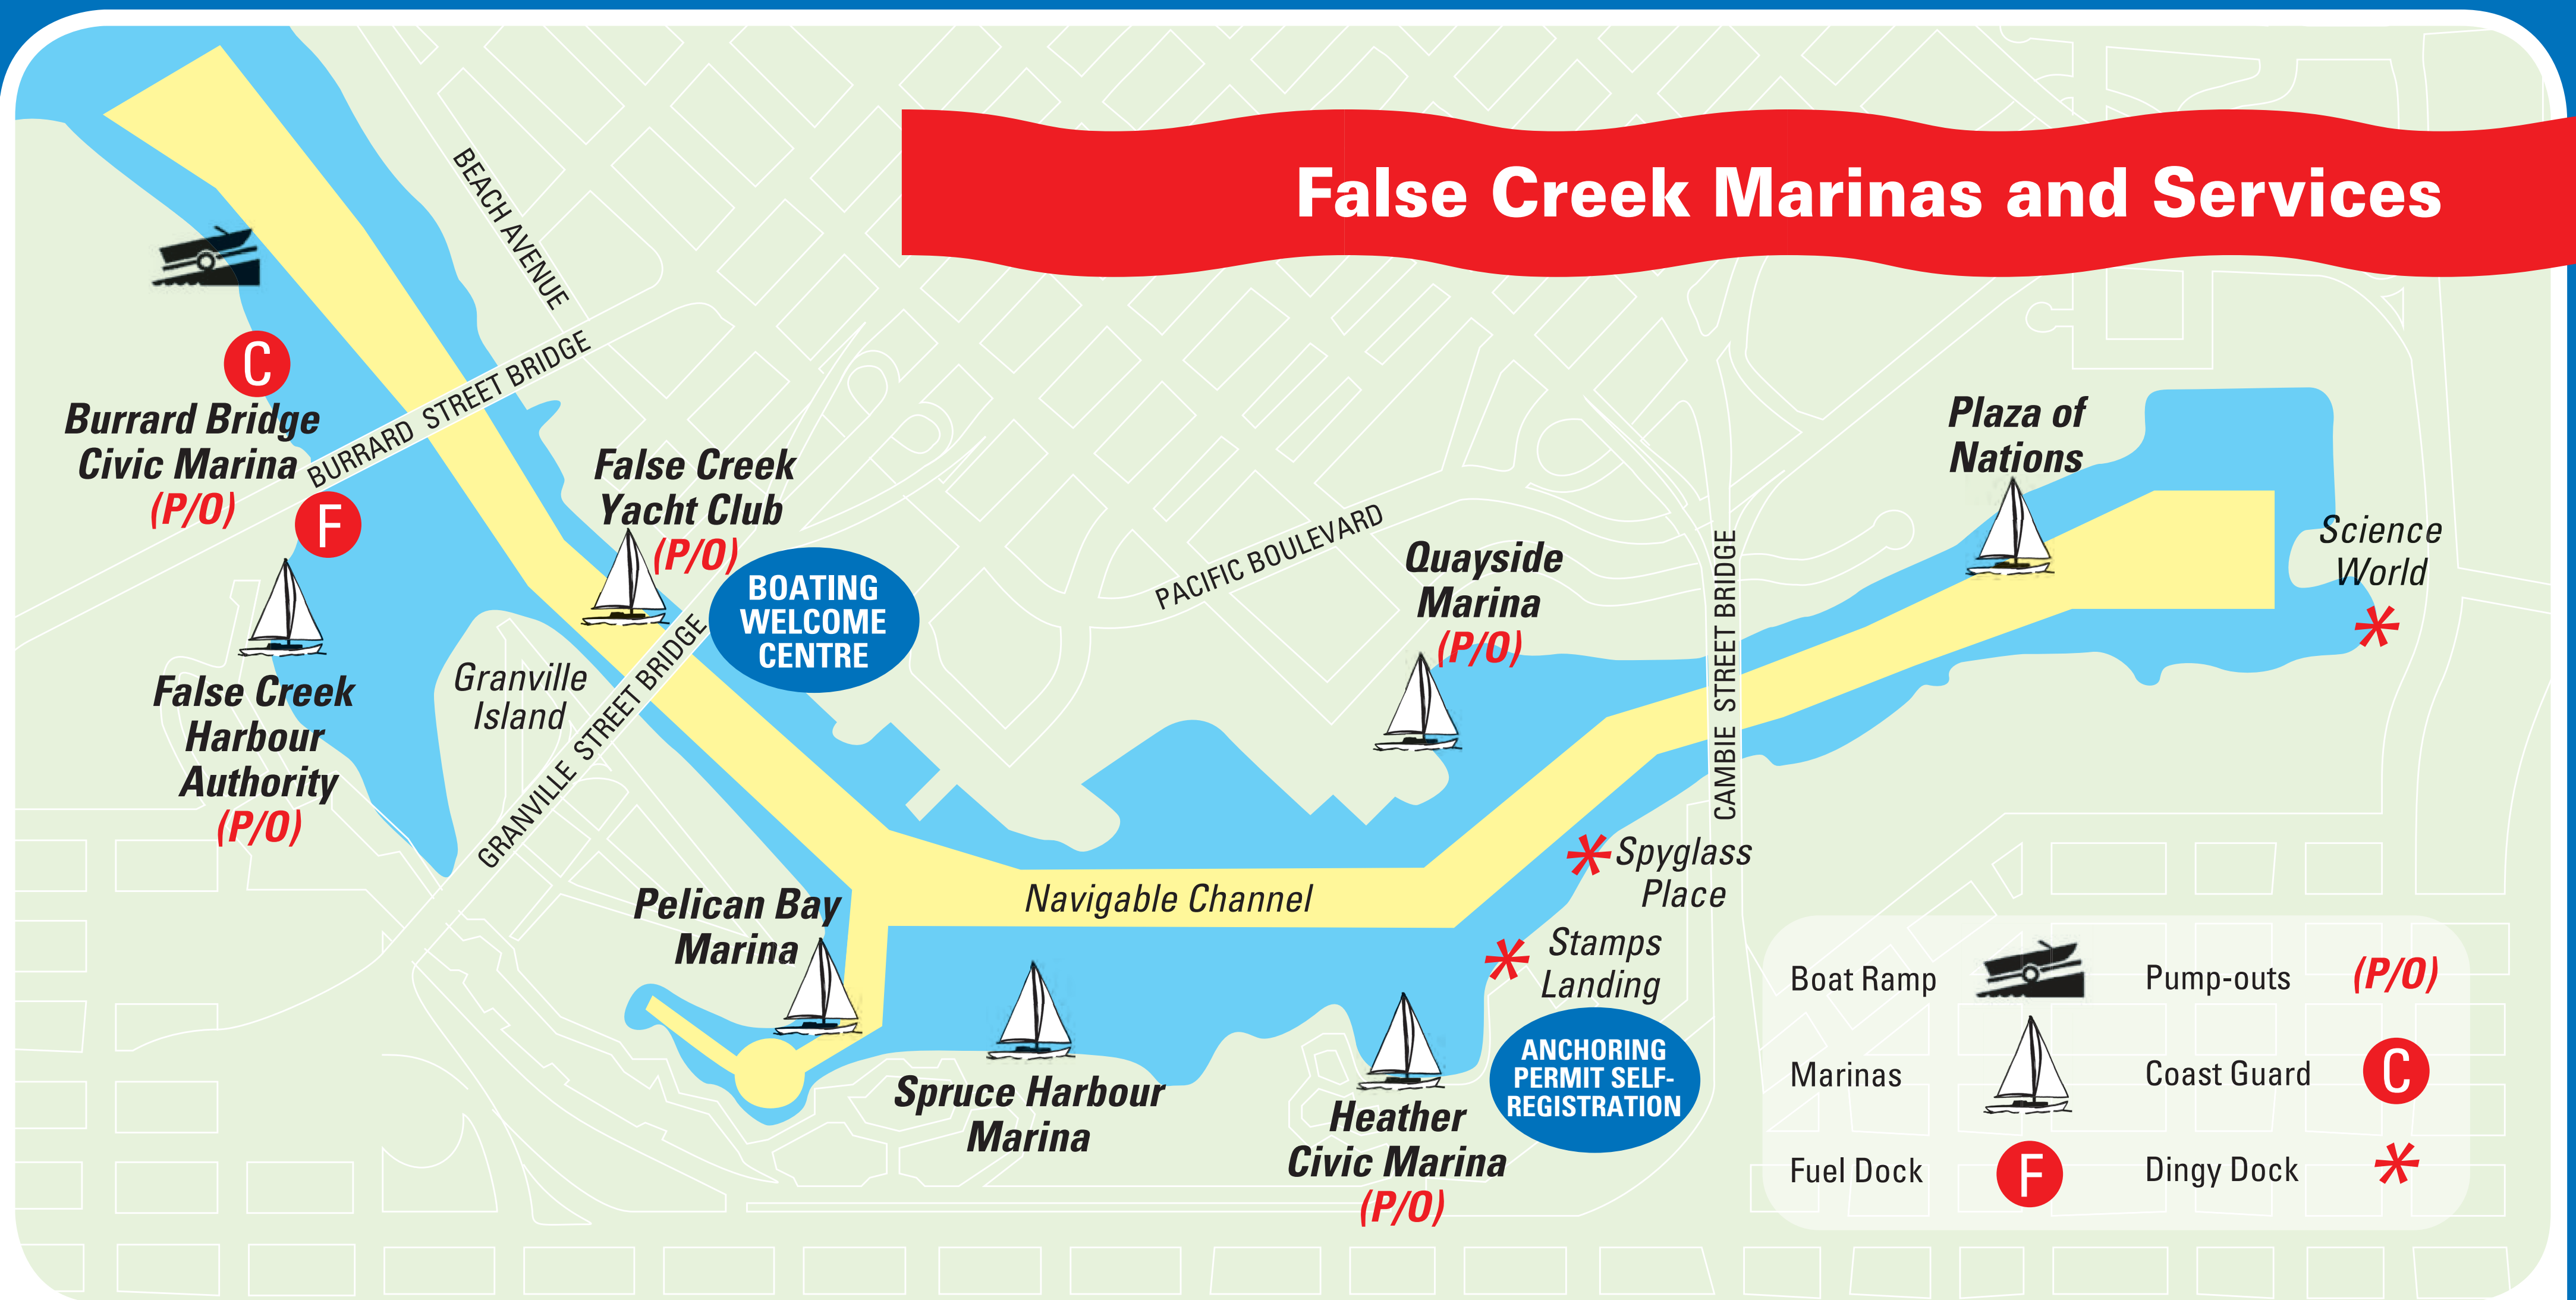 False Creek Marinas and Services
BEACH AVENUE
BURRARD STREET BRIDGE
C
Burrard Bridge
Civic Marina
(P/O)
F
False Creek
Yacht Club
(P/O)
BOATING
WELCOME
CENTRE
False Creek
Harbour
Authority
(P/O)
Granville
Island
GRANVILLE STREET BRIDGE
PACIFIC BOULEVARD
Quayside
Marina
(P/O)
CAMBIE STREET BRIDGE
Plaza of
Nations
Science
World
*
Pelican Bay
Marina
Navigable Channel
* Spyglass
Place
* Stamps
Landing
ANCHORING
PERMIT SELF-
REGISTRATION
Spruce Harbour
Marina
Heather
Civic Marina
(P/O)
Boat Ramp
Marinas
Fuel Dock F
Pump-outs (P/O)
Coast Guard C
Dingy Dock *